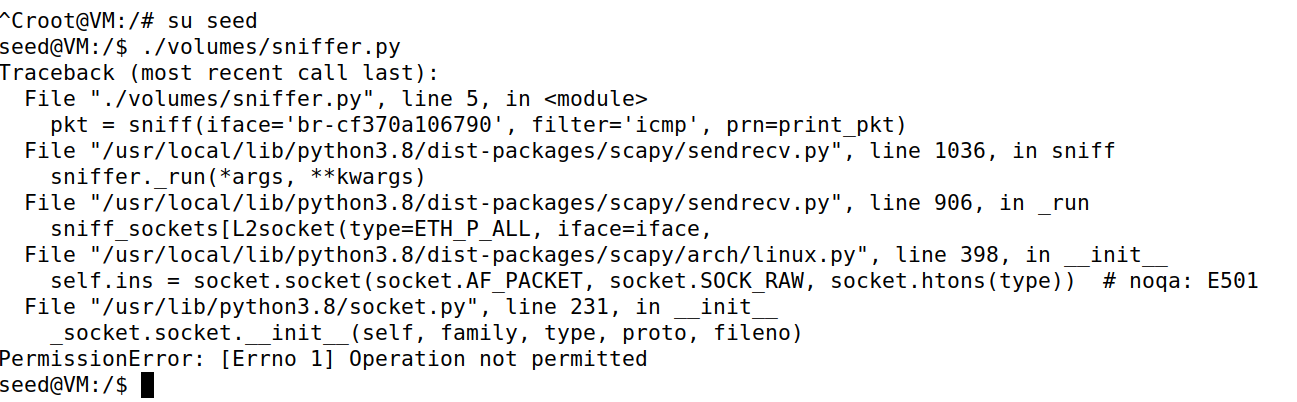 ^Croot@VM:/# su seed
seed@VM:/$ ./volumes/sniffer.py
Traceback (most recent call last):
  File "./volumes/sniffer.py", line 5, in <module>
    pkt = sniff(iface='br-cf370a106790', filter='icmp', prn=print_pkt)
  File "/usr/local/lib/python3.8/dist-packages/scapy/sendrecv.py", line 1036, in sniff
    sniffer._run(*args, **kwargs)
  File "/usr/local/lib/python3.8/dist-packages/scapy/sendrecv.py", line 906, in _run
    sniff_sockets[L2socket(type=ETH_P_ALL, iface=iface,
  File "/usr/local/lib/python3.8/dist-packages/scapy/arch/linux.py", line 398, in __init__
    self.ins = socket.socket(socket.AF_PACKET, socket.SOCK_RAW, socket.htons(type))  # noqa: E501
  File "/usr/lib/python3.8/socket.py", line 231, in __init__
    _socket.socket.__init__(self, family, type, proto, fileno)
PermissionError: [Errno 1] Operation not permitted
seed@VM:/$